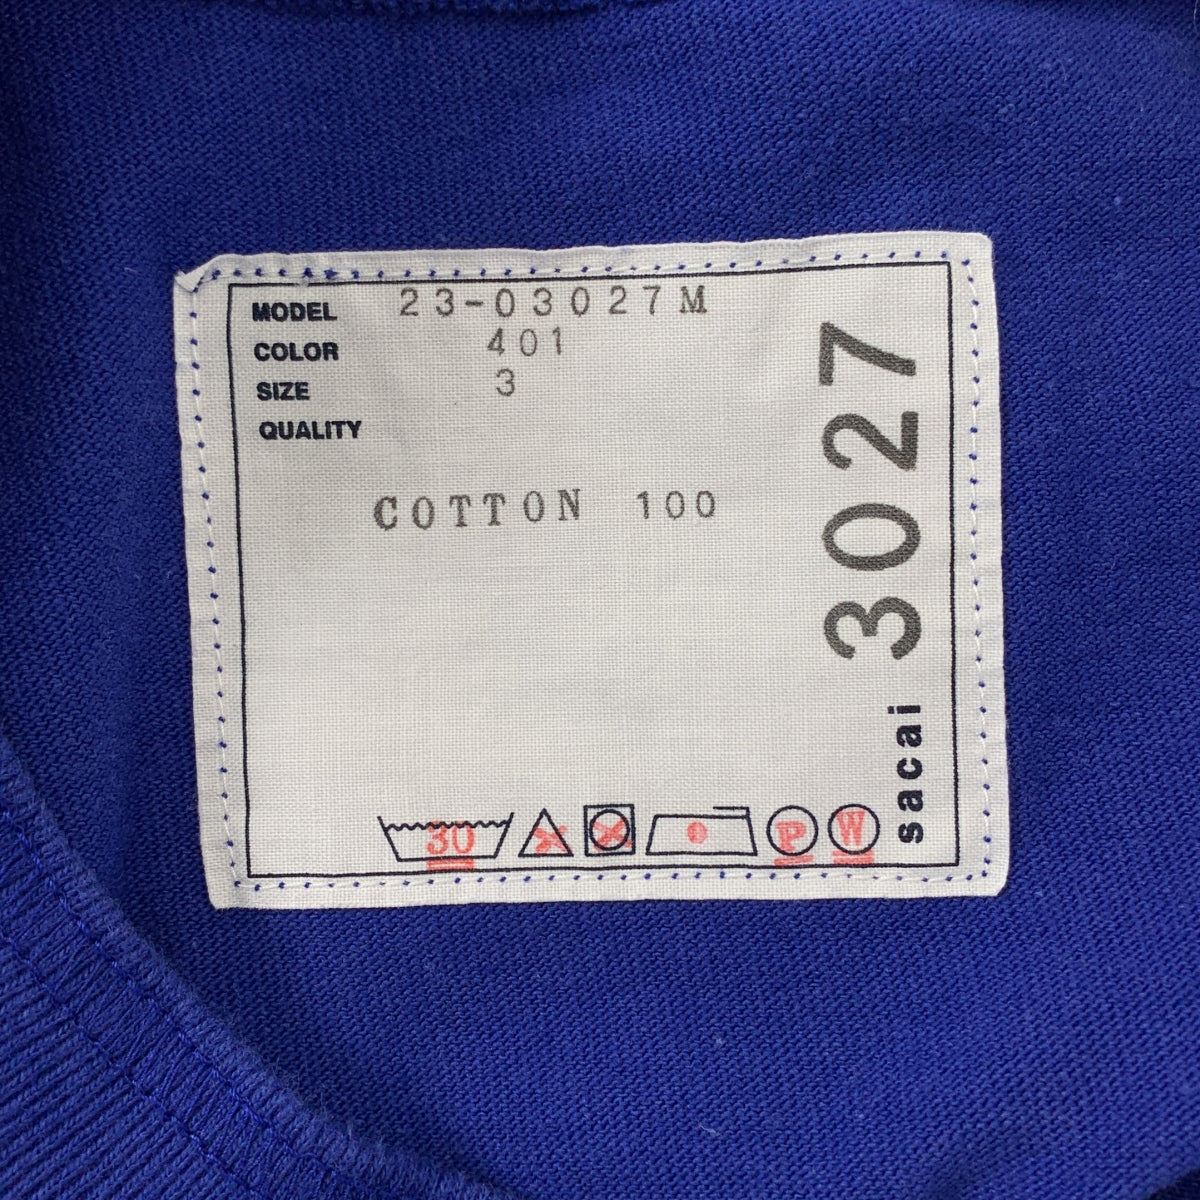 MODEL 23-03027M
COLOR 401
SIZE 3
QUALITY
COTTON 100
30
P
W
sacai 3027